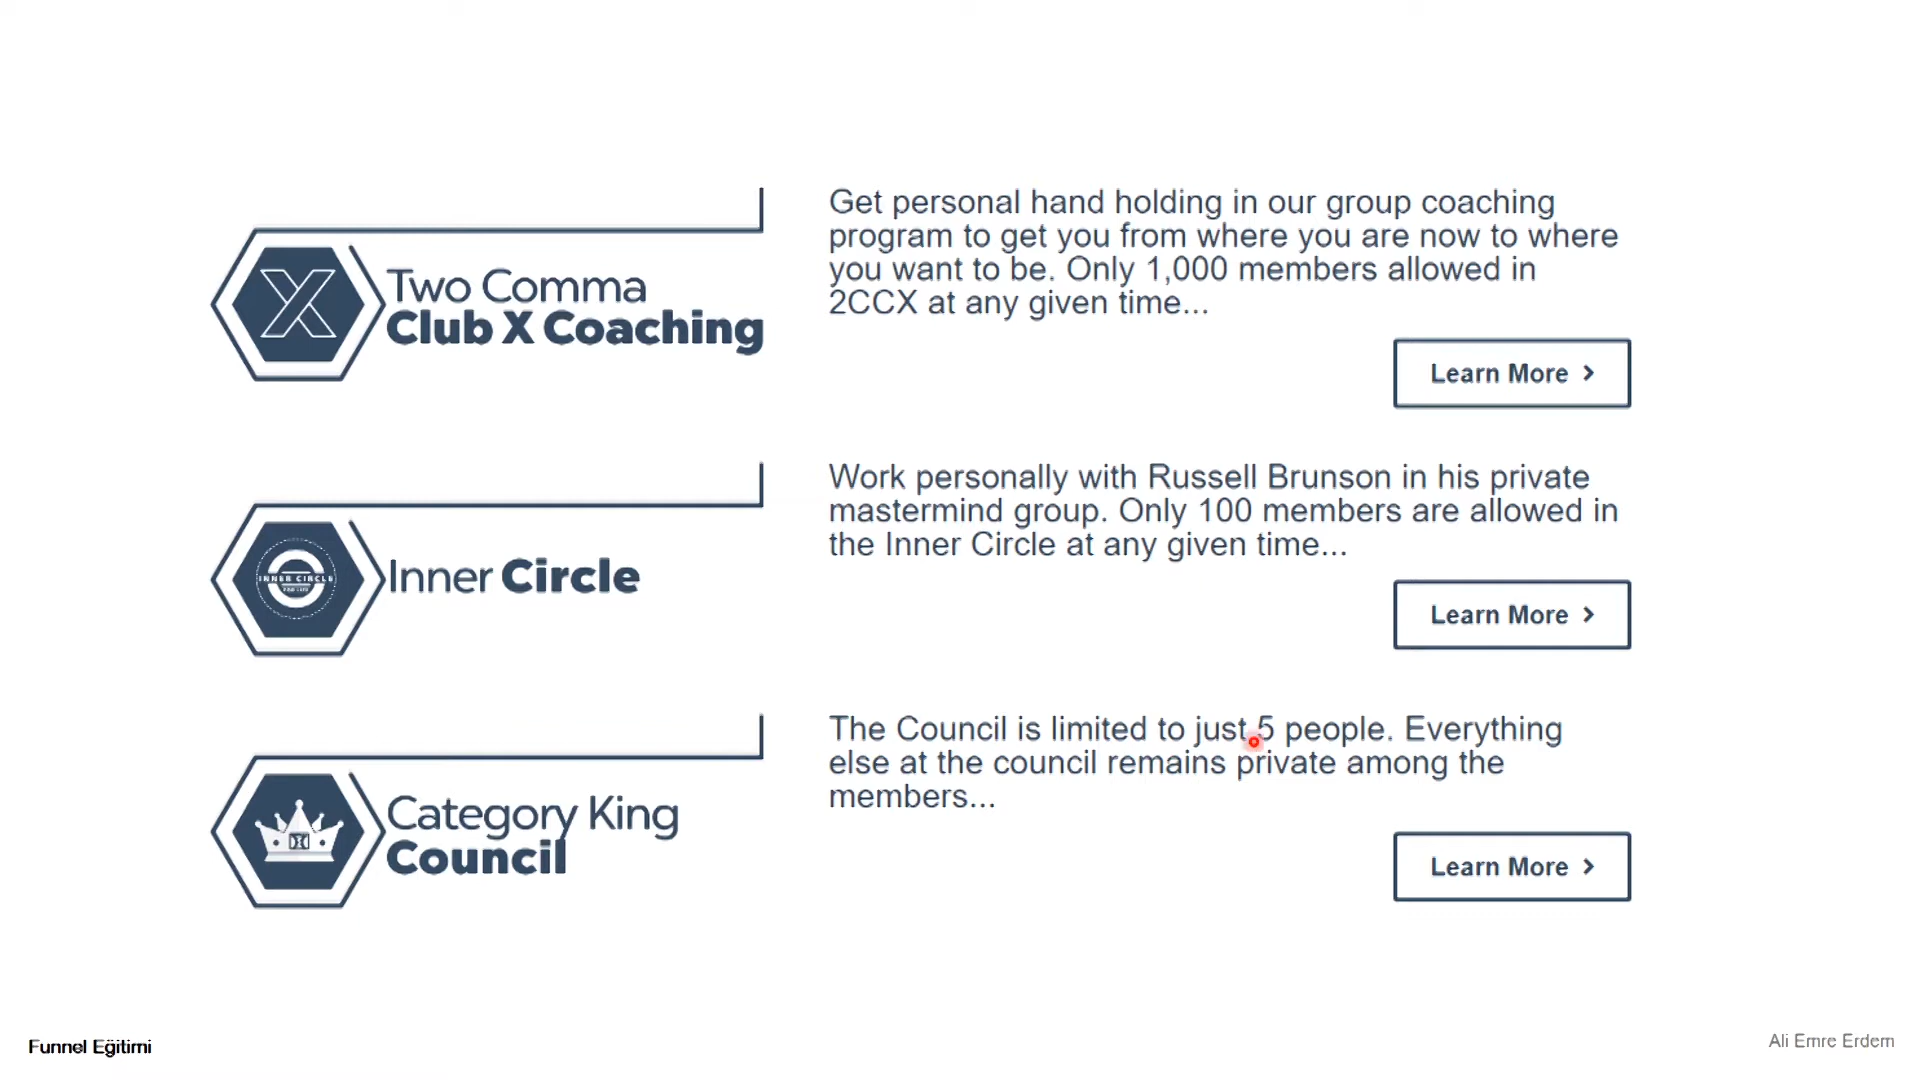 Two Comma
Club X Coaching
Get personal hand holding in our group coaching
program to get you from where you are now to where
you want to be. Only 1,000 members allowed in
2CCX at any given time...
Learn More
INNER CIRCLE
Inner Circle
Work personally with Russell Brunson in his private
mastermind group. Only 100 members are allowed in
the Inner Circle at any given time...
Learn More
Category King
Council
The Council is limited to just 5 people. Everything
else at the council remains private among the
members...
Learn More
Funnel Eğitimi
Ali Emre Erdem